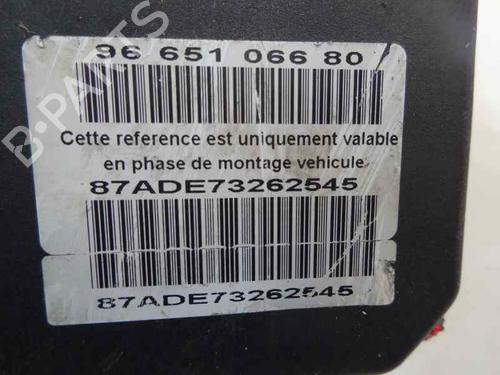 96 651 066 80
Cette reference est uniquement valable
en phase de montage vehicule
87ADE73262545
87ADE73262545
B-PARTS